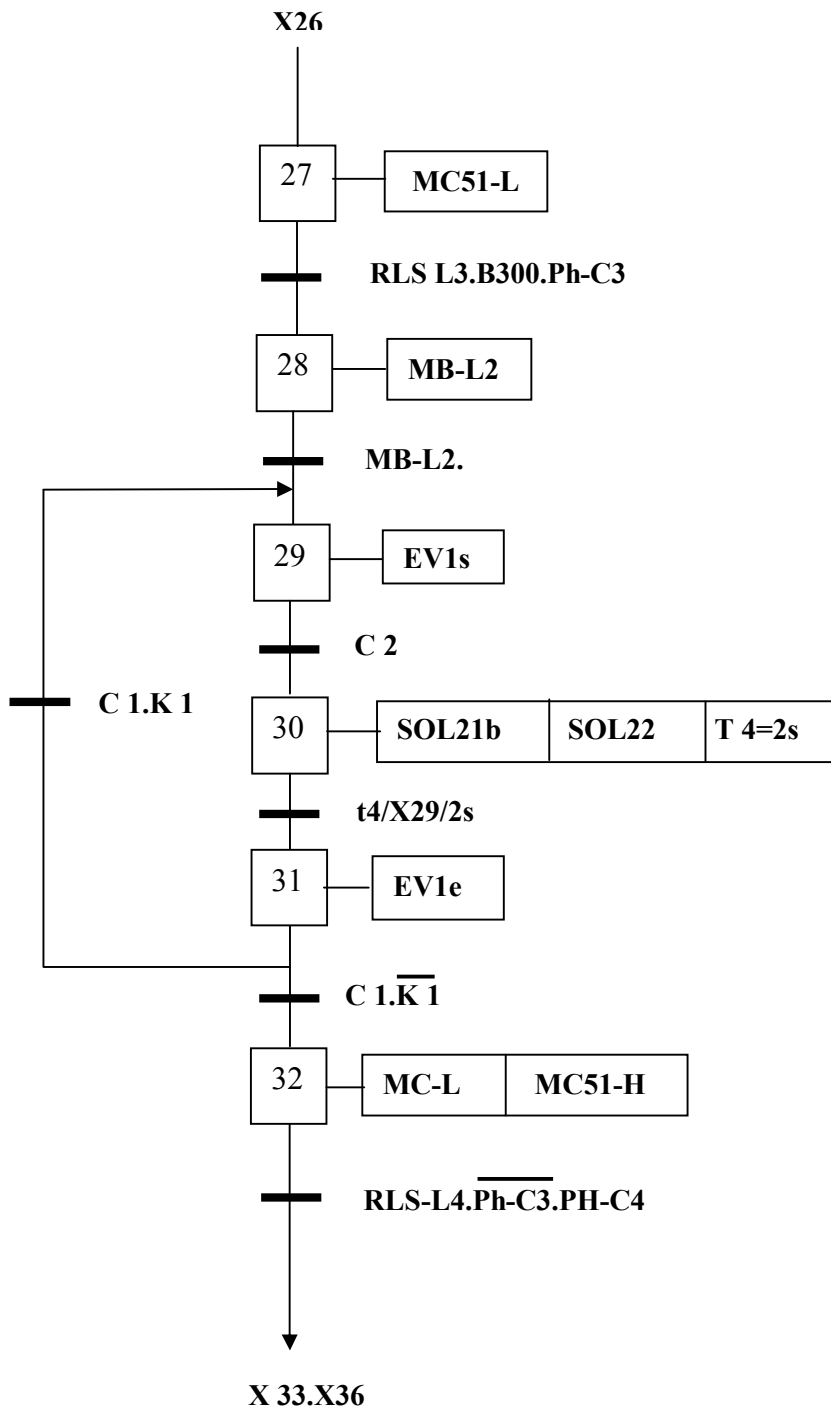 X26
27 MC51-L
RLS L3.B300.Ph-C3
28 MB-L2
MB-L2.
29 EV1s
C 2
C 1.K 1
30 SOL21b SOL22 T 4=2s
t4/X29/2s
31 EV1e
C 1.K̅ ̅1̅
32 MC-L MC51-H
RLS-L4.P̅h̅-̅C̅3̅.PH-C4
X 33.X36